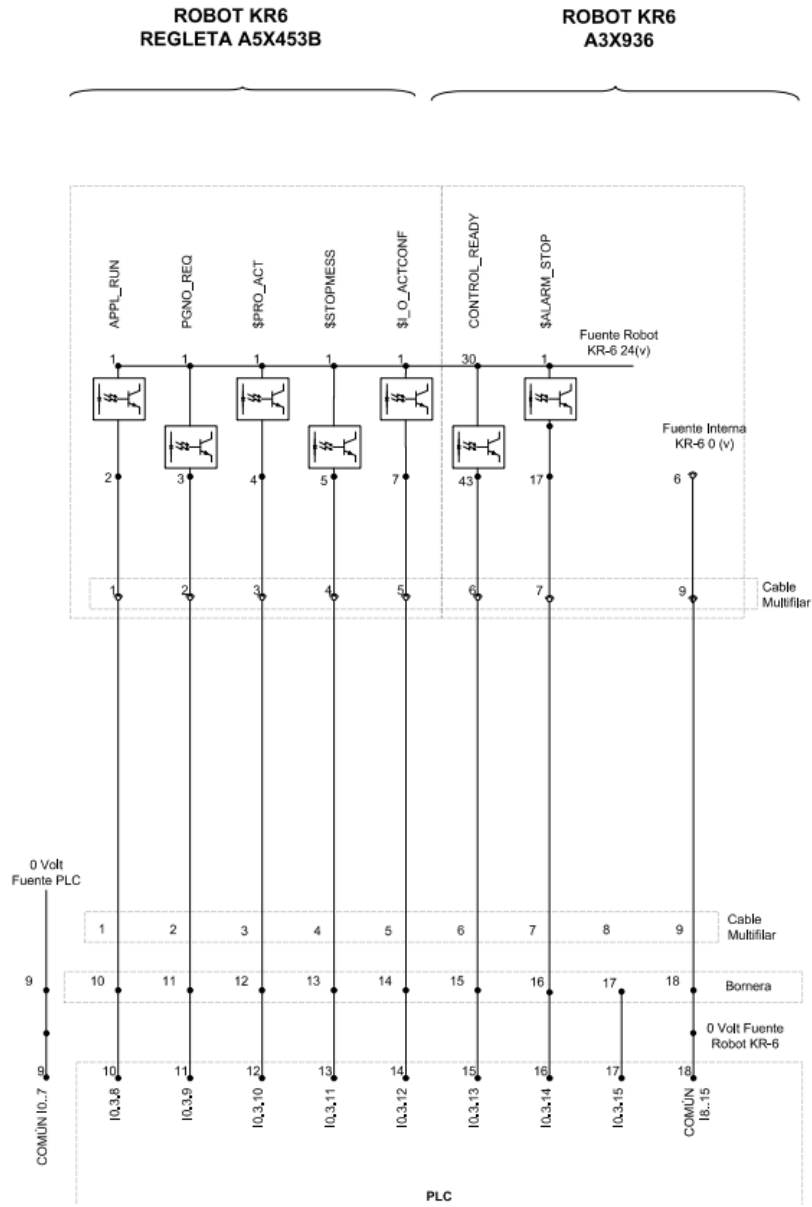 ROBOT KR6
REGLETA A5X453B
ROBOT KR6
A3X936
APPL_RUN
PGNO_REQ
$PRO_ACT
$STOPMESS
$I_O_ACTCONF
CONTROL_READY
$ALARM_STOP
Fuente Robot
KR-6 24(v)
1 1 1 1 1 30 1
Fuente Interna
KR-6 0 (v)
2 3 4 5 7 43 17 6
1 2 3 4 5 6 7 9
Cable
Multifilar
0 Volt
Fuente PLC
1 2 3 4 5 6 7 8 9
Cable
Multifilar
9 10 11 12 13 14 15 16 17 18
Bornera
0 Volt Fuente
Robot KR-6
9 10 11 12 13 14 15 16 17 18
COMÚN I0..7
I0.3.8
I0.3.9
I0.3.10
I0.3.11
I0.3.12
I0.3.13
I0.3.14
I0.3.15
COMÚN
I8..15
PLC